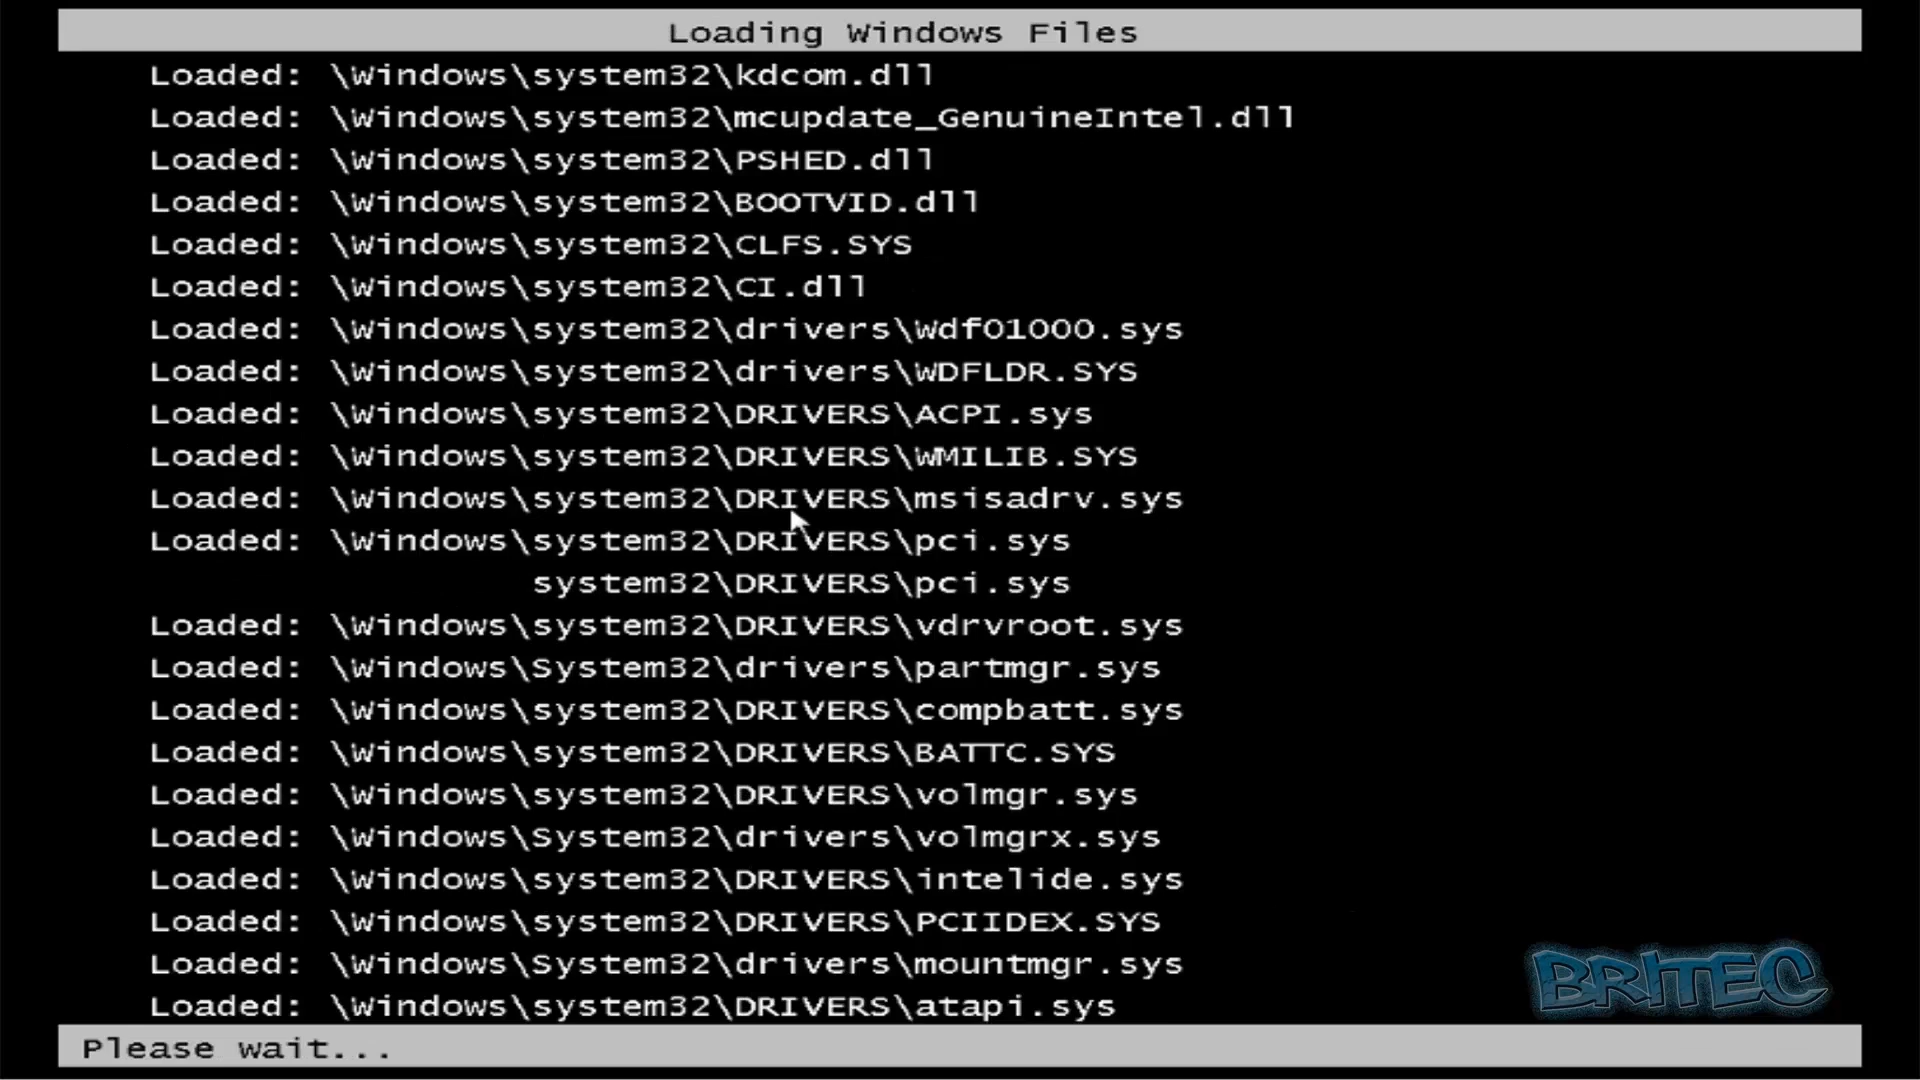 Loading Windows Files
Loaded: \Windows\system32\kdcom.dll
Loaded: \Windows\system32\mcupdate_GenuineIntel.dll
Loaded: \Windows\system32\PSHED.dll
Loaded: \Windows\system32\BOOTVID.dll
Loaded: \Windows\system32\CLFS.SYS
Loaded: \Windows\system32\CI.dll
Loaded: \Windows\system32\drivers\Wdf01000.sys
Loaded: \Windows\system32\drivers\WDFLDR.SYS
Loaded: \Windows\system32\DRIVERS\ACPI.sys
Loaded: \Windows\system32\DRIVERS\WMILIB.SYS
Loaded: \Windows\system32\DRIVERS\msisadrv.sys
Loaded: \Windows\system32\DRIVERS\pci.sys
system32\DRIVERS\pci.sys
Loaded: \Windows\system32\DRIVERS\vdrvroot.sys
Loaded: \Windows\System32\drivers\partmgr.sys
Loaded: \Windows\system32\DRIVERS\compbatt.sys
Loaded: \Windows\system32\DRIVERS\BATTC.SYS
Loaded: \Windows\system32\DRIVERS\volmgr.sys
Loaded: \Windows\System32\drivers\volmgrx.sys
Loaded: \Windows\system32\DRIVERS\intelide.sys
Loaded: \Windows\system32\DRIVERS\PCIIDEX.SYS
Loaded: \Windows\System32\drivers\mountmgr.sys
Loaded: \Windows\system32\DRIVERS\atapi.sys
BRITEC
Please wait...